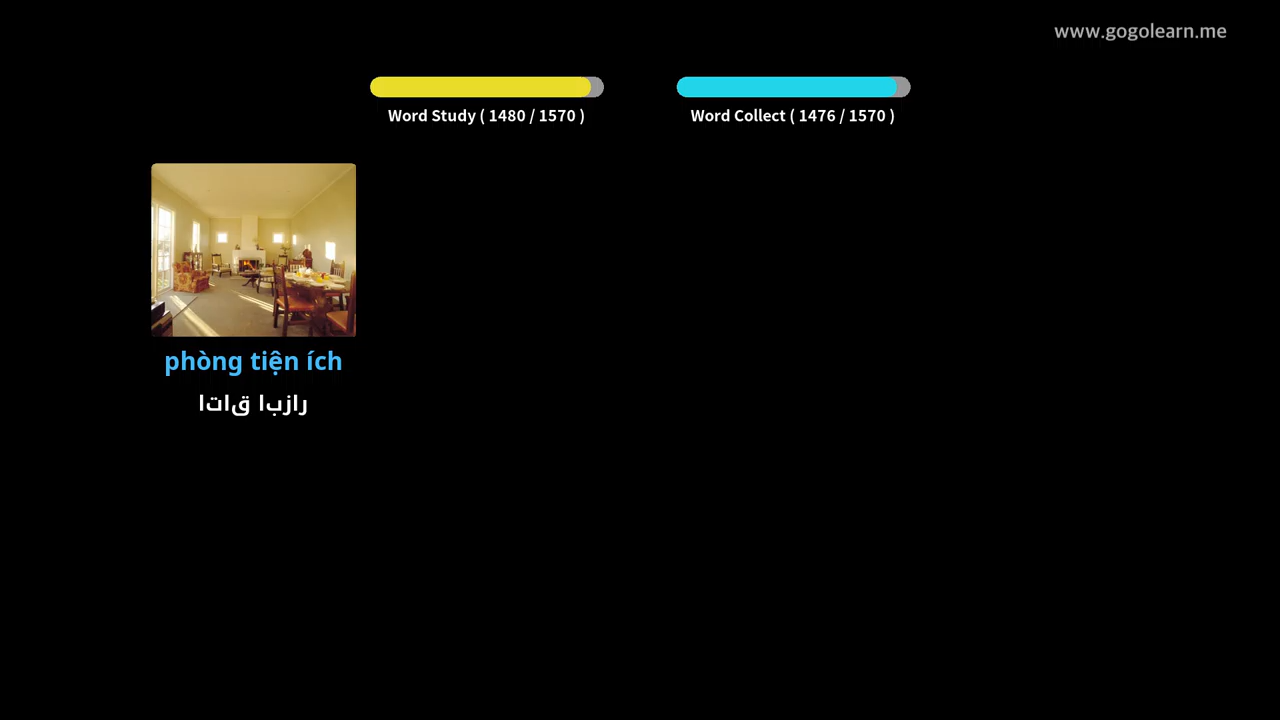 www.gogolearn.me
Word Study ( 1480 / 1570 )
Word Collect ( 1476 / 1570 )
phòng tiện ích
رازبا قاتا